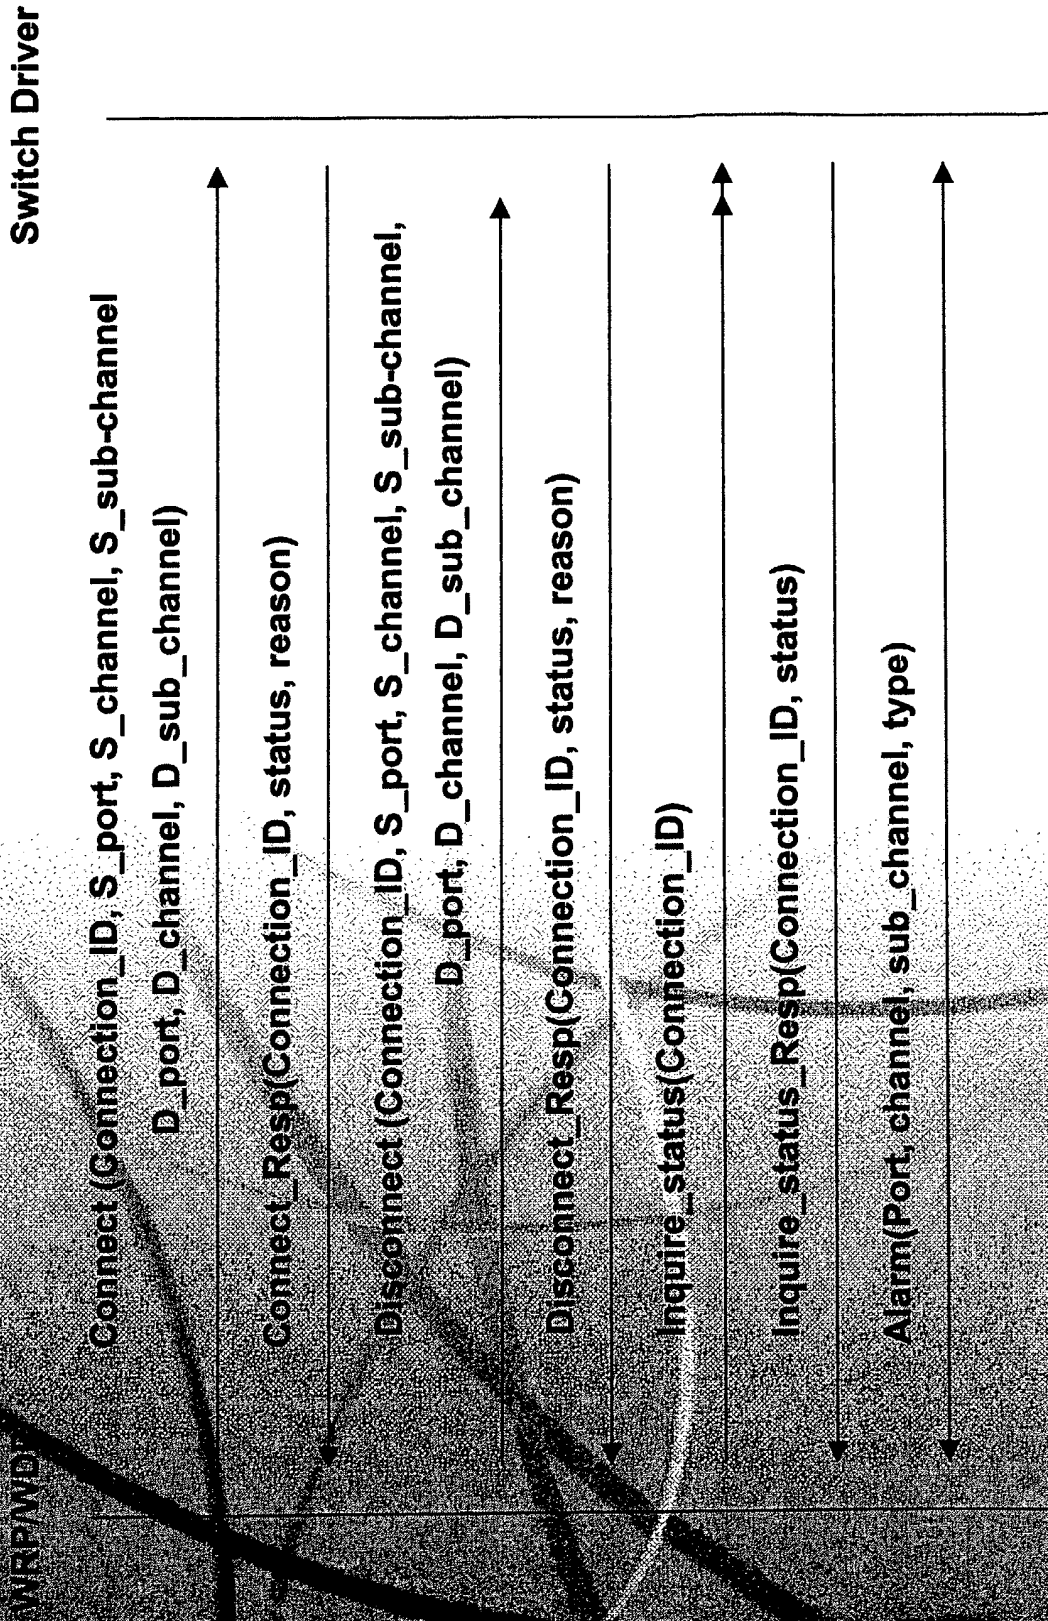 WRP/WDP
Switch Driver
Connect (Connection_ID, S_port, S_channel, S_sub-channel
D_port, D_channel, D_sub_channel)
Connect_Resp(Connection_ID, status, reason)
Disconnect (Connection_ID, S_port, S_channel, S_sub-channel,
D_port, D_channel, D_sub_channel)
Disconnect_Resp(Connection_ID, status, reason)
Inquire_status(Connection_ID)
Inquire_status_Resp(Connection_ID, status)
Alarm(Port, channel, sub_channel, type)